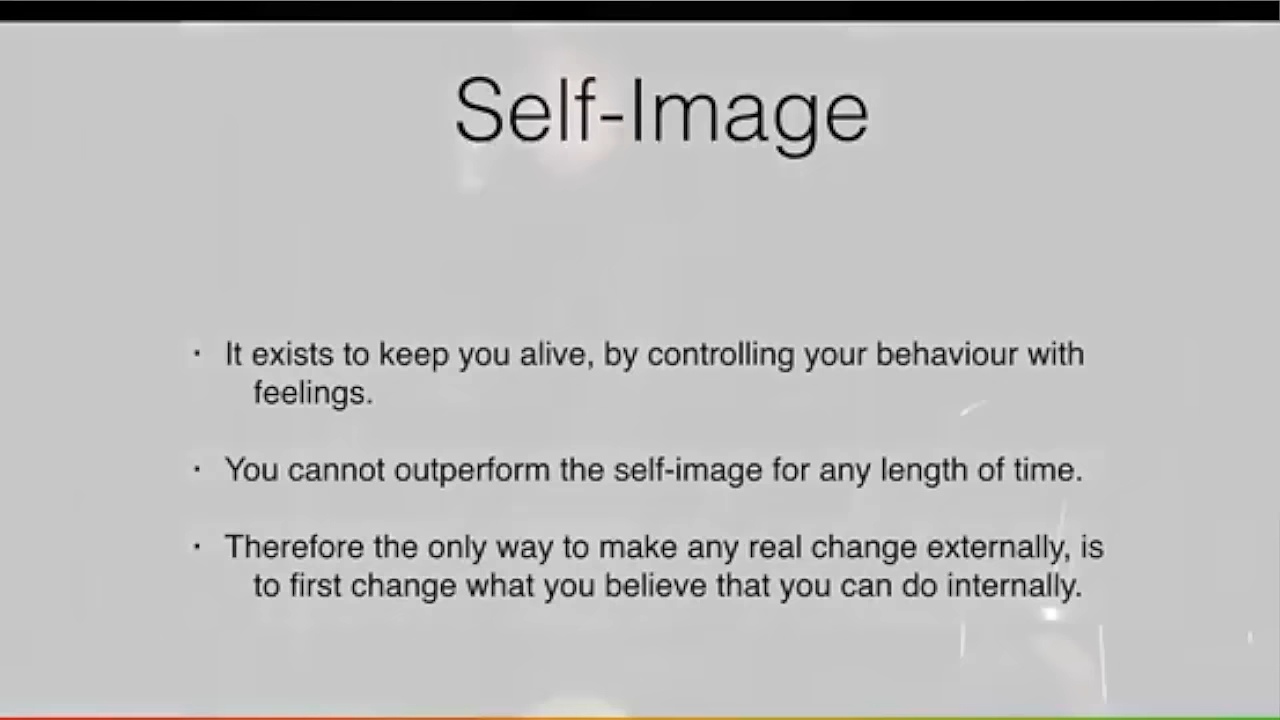 Self-Image
· It exists to keep you alive, by controlling your behaviour with
feelings.
· You cannot outperform the self-image for any length of time.
· Therefore the only way to make any real change externally, is
to first change what you believe that you can do internally.